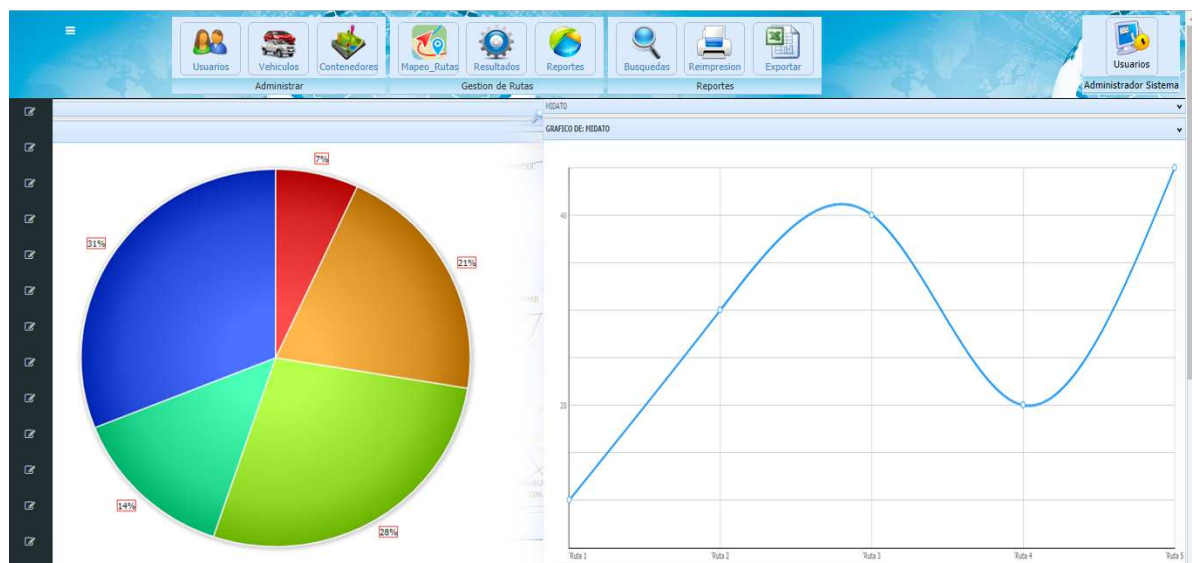 Usuarios Vehiculos Contenedores Mapeo_Rutas Resultados Reportes Busquedas Reimpresion Exportar Usuarios
Administrar Gestion de Rutas Reportes Administrador Sistema
MIDATO
GRAFICO DE: MIDATO
7%
21%
31%
14%
28%
40
20
Ruta 1 Ruta 2 Ruta 3 Ruta 4 Ruta 5